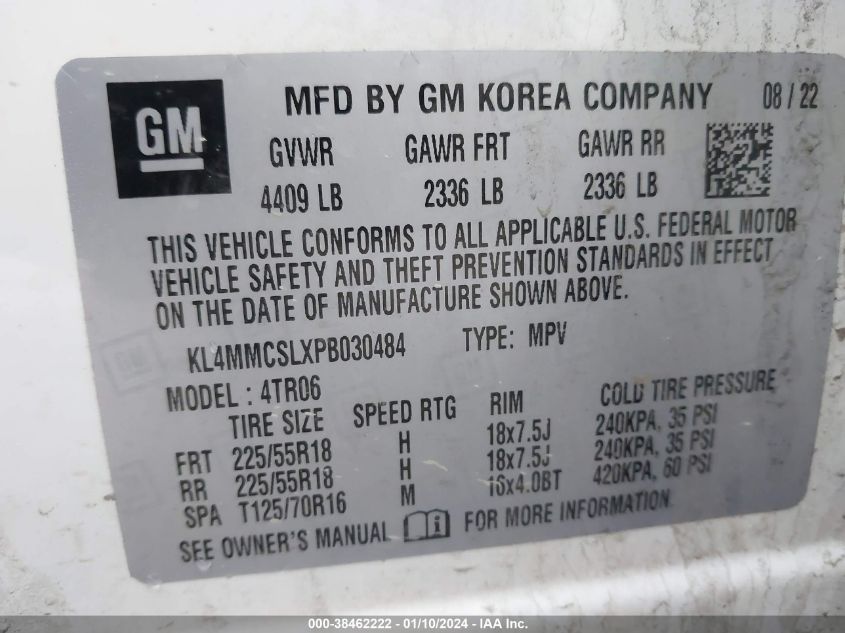 GM
MFD BY GM KOREA COMPANY 08/22
GVWR GAWR FRT GAWR RR
4409 LB 2336 LB 2336 LB
THIS VEHICLE CONFORMS TO ALL APPLICABLE U.S. FEDERAL MOTOR
VEHICLE SAFETY AND THEFT PREVENTION STANDARDS IN EFFECT
ON THE DATE OF MANUFACTURE SHOWN ABOVE.
KL4MMCSLXPB030484 TYPE: MPV
MODEL: 4TR06
TIRE SIZE SPEED RTG RIM COLD TIRE PRESSURE
FRT 225/55R18 H 18x7.5J 240KPA, 35 PSI
RR 225/55R18 H 18x7.5J 240KPA, 35 PSI
SPA T125/70R16 M 16x4.0BT 420KPA, 60 PSI
SEE OWNER'S MANUAL FOR MORE INFORMATION
000-38462222 - 01/10/2024 - IAA Inc.